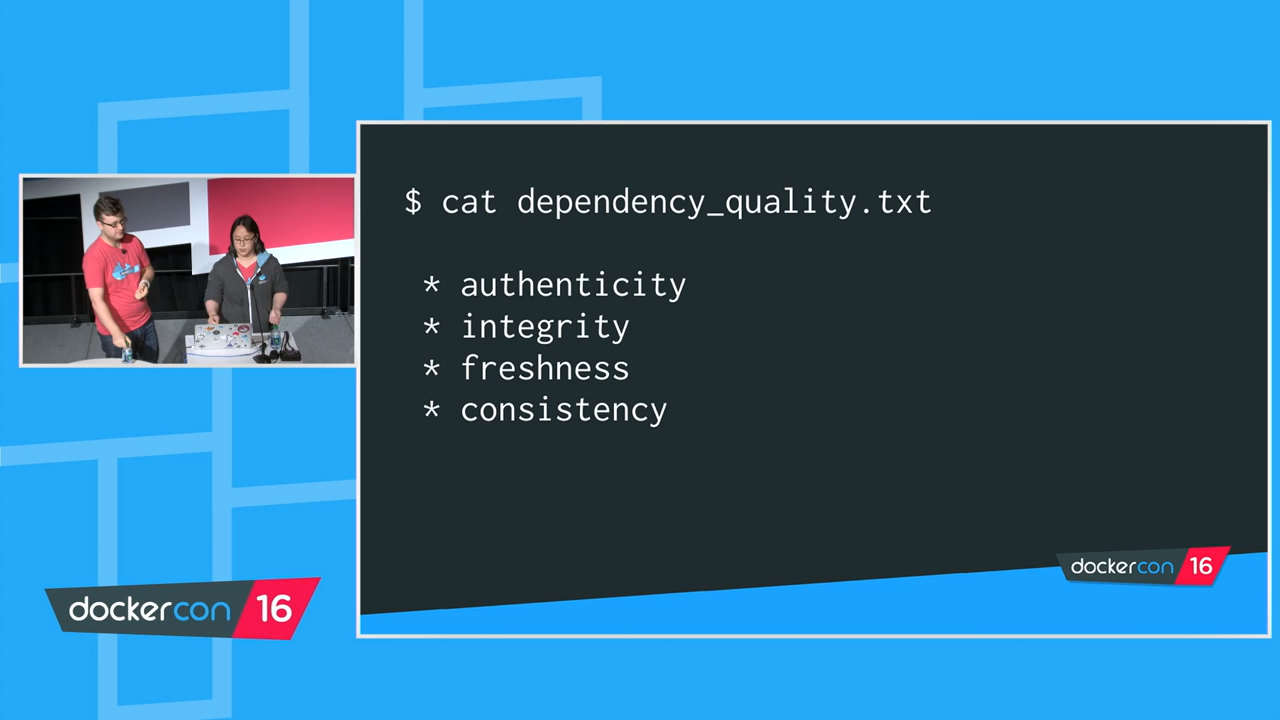 $ cat dependency_quality.txt
* authenticity
* integrity
* freshness
* consistency
dockercon 16
dockercon 16